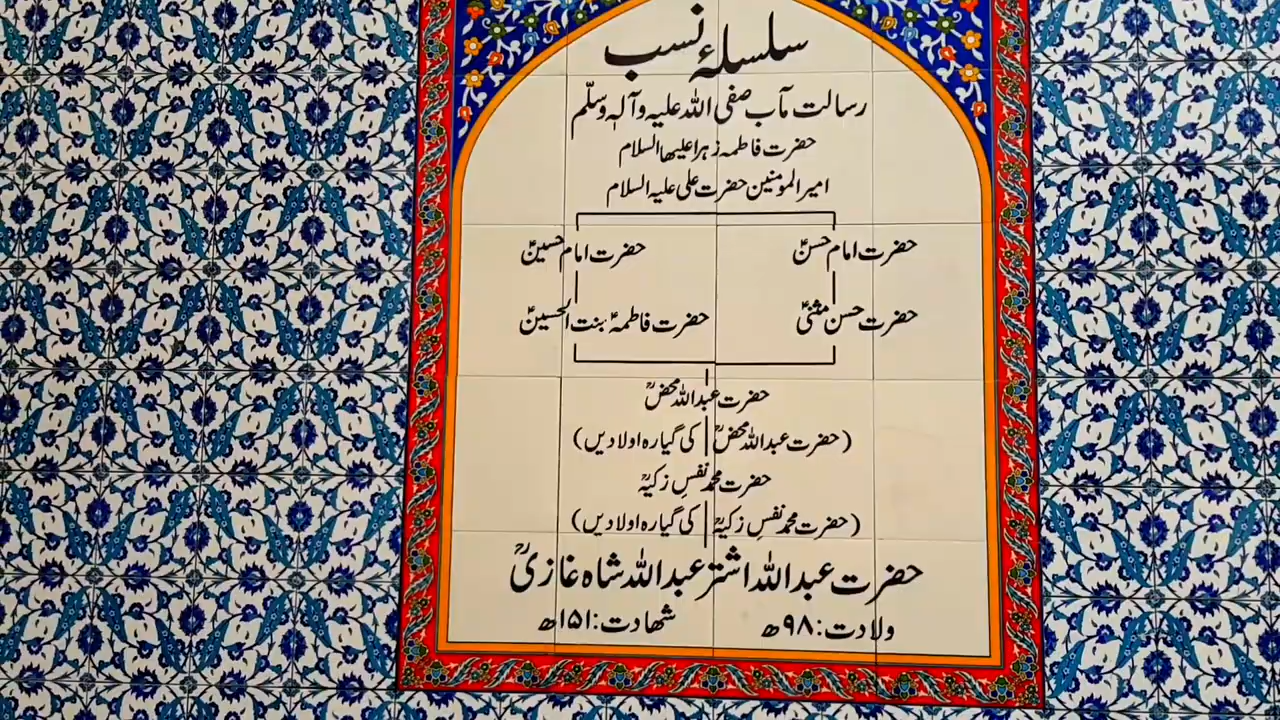 سلسلۂ نسب
رسالت مآب صلی اللہ علیہ وآلہٖ وسلّم
حضرت فاطمہ زہرا علیہا السلام
امیر المومنین حضرت علی علیہ السلام
حضرت امام حسنؑ حضرت امام حسینؑ
حضرت حسن مثنیٰؑ حضرت فاطمہؑ بنت الحسینؑ
حضرت عبداللہ محضؒ
(حضرت عبداللہ محضؒ کی گیارہ اولادیں)
حضرت محمد نفسِ زکیہؒ
(حضرت محمد نفسِ زکیہؒ کی گیارہ اولادیں)
حضرت عبداللہ اشتر عبداللہ شاہ غازیؒ
ولادت: ۹۸ھ شہادت: ۱۵۱ھ